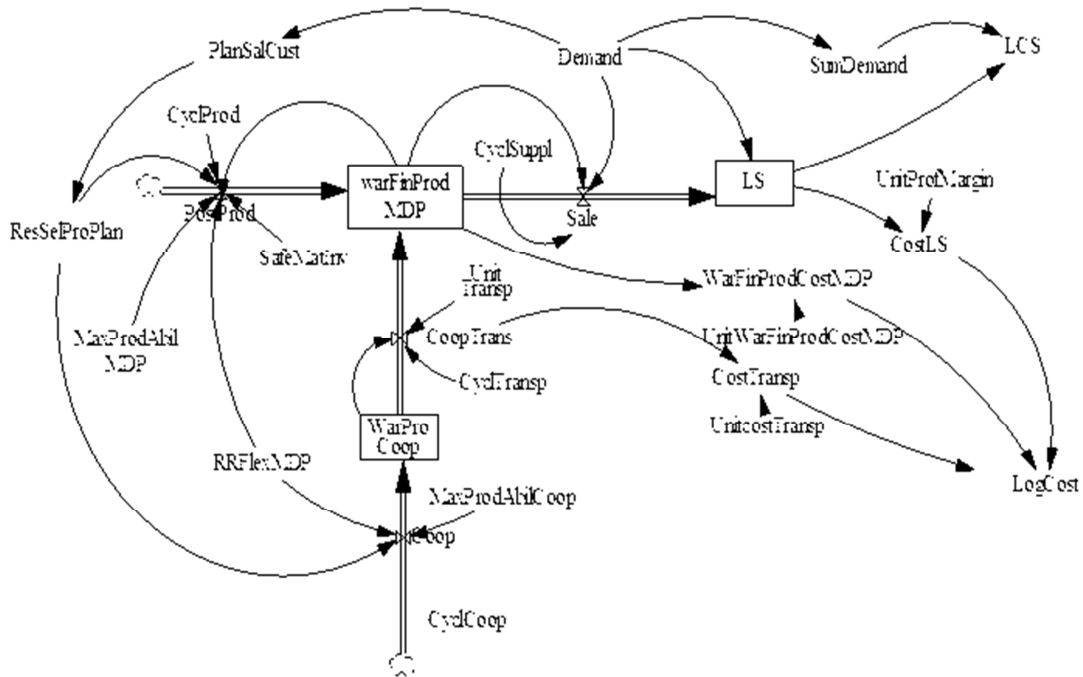 PlanSalCust
Demand
SumDemand
LCS
CyclProd
CyclSuppl
warFinProd
MDP
LS
UnitProfMargin
PosProd
Sale
ResSelProPlan
SafeMatInv
CostLS
Unit
Transp
WarFinProdCostMDP
MaxProdAbil
MDP
CoopTrans
UnitWarFinProdCostMDP
CyclTransp
CostTransp
WarPro
Coop
UnitcostTransp
RRFlexMDP
LogCost
MaxProdAbilCoop
Coop
CyclCoop